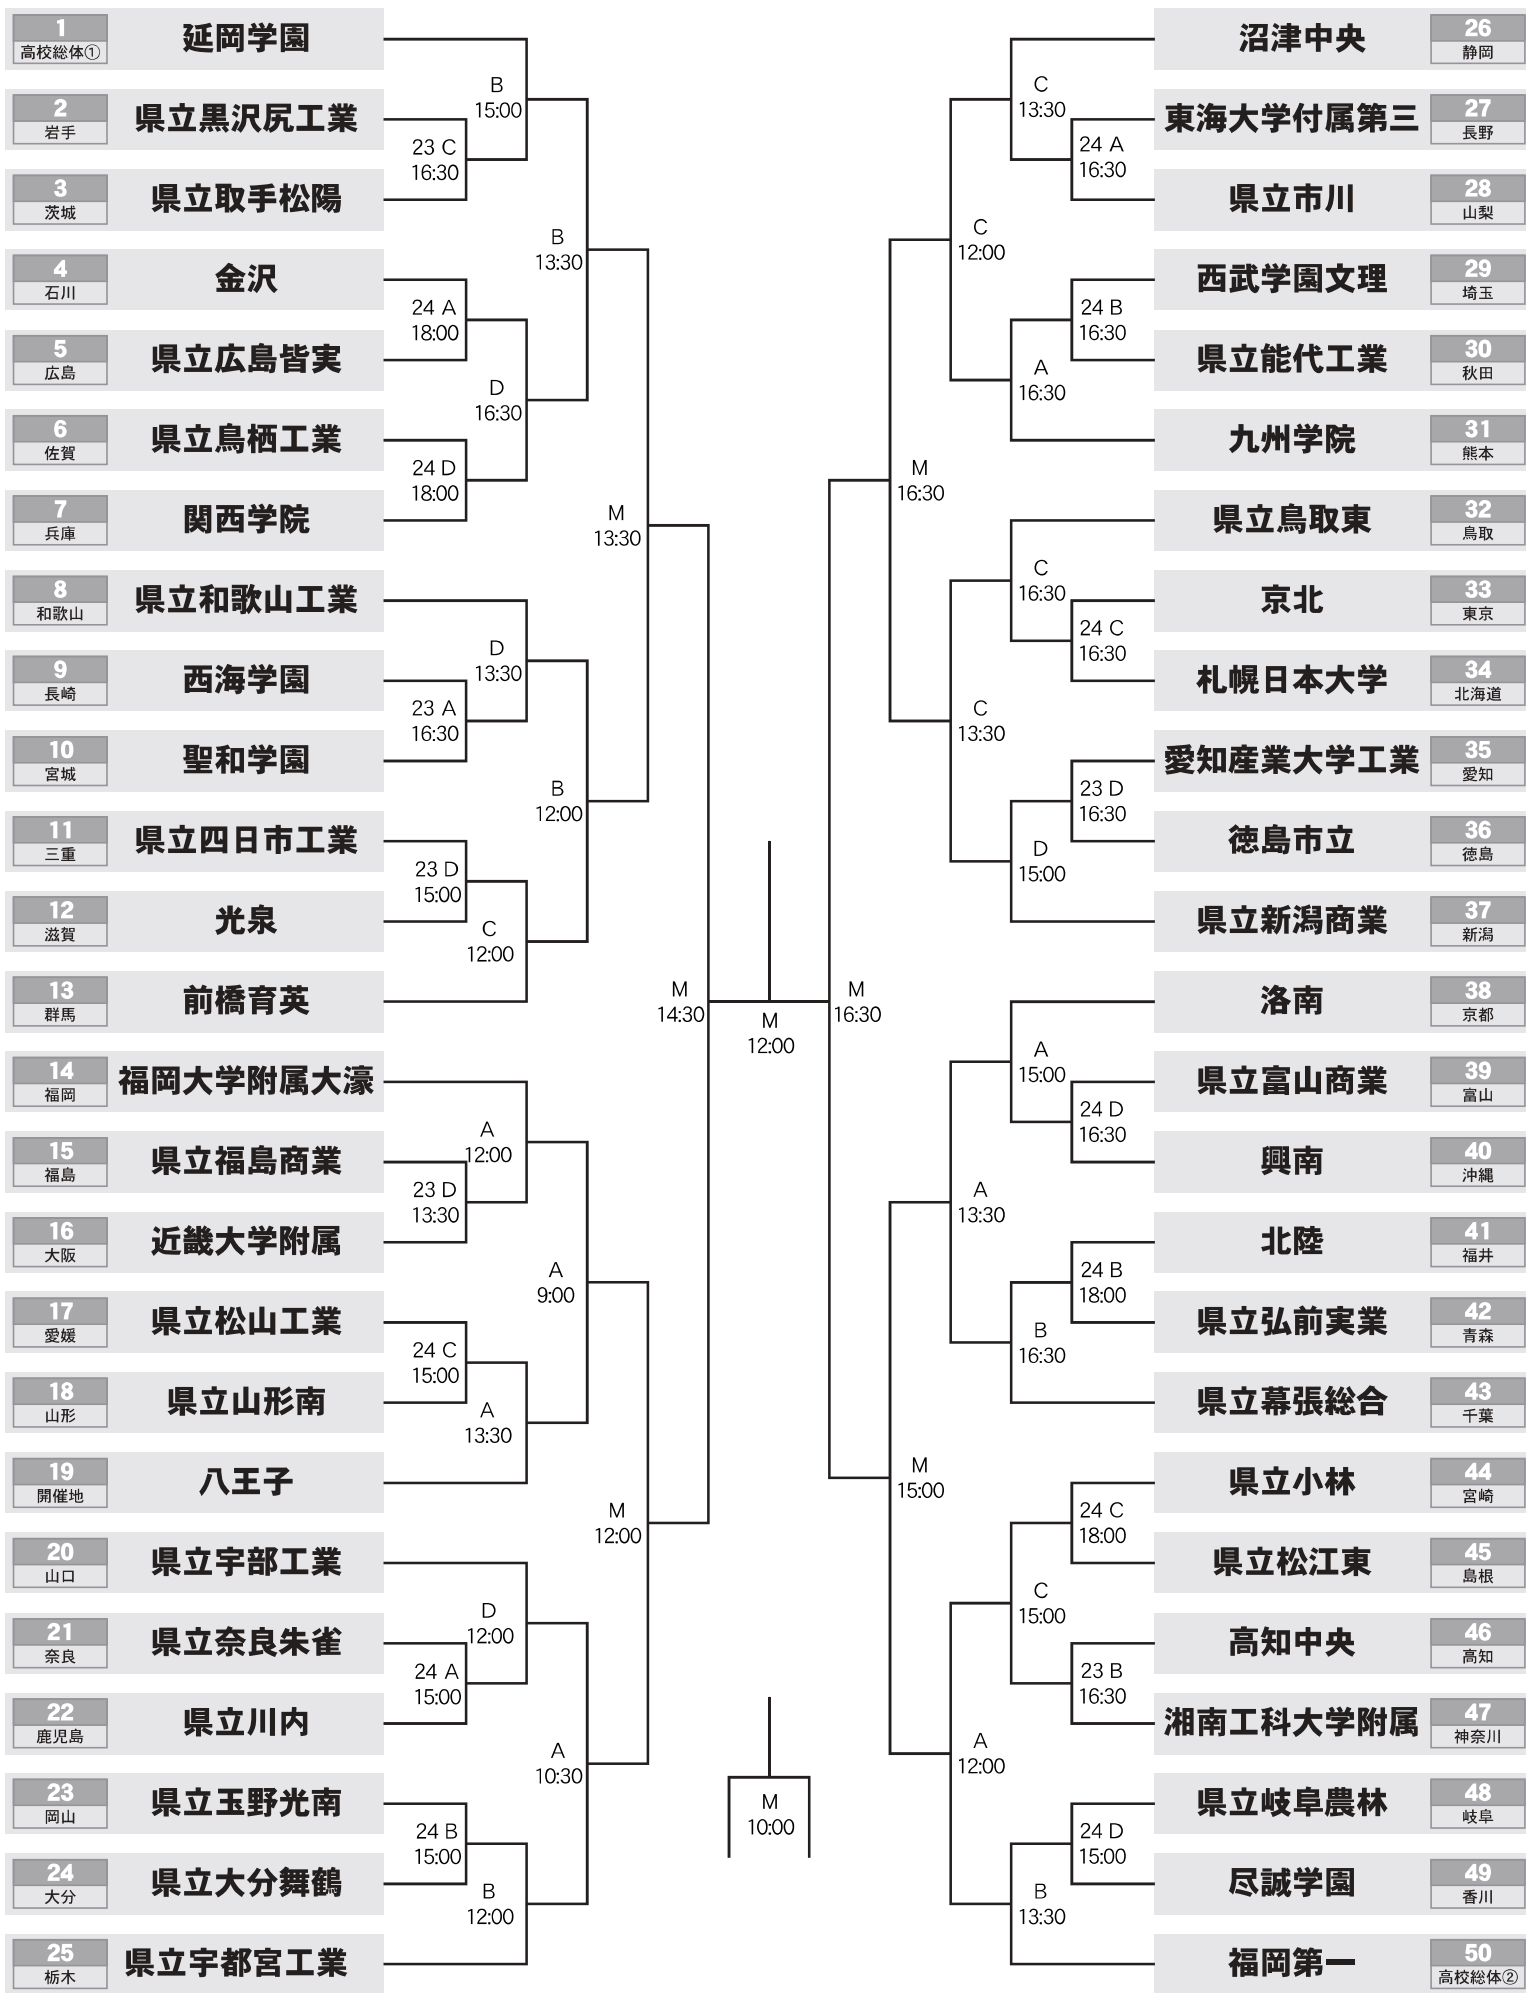 1
高校総体①
延岡学園
2
岩手
県立黒沢尻工業
3
茨城
県立取手松陽
4
石川
金沢
5
広島
県立広島皆実
6
佐賀
県立鳥栖工業
7
兵庫
関西学院
8
和歌山
県立和歌山工業
9
長崎
西海学園
10
宮城
聖和学園
11
三重
県立四日市工業
12
滋賀
光泉
13
群馬
前橋育英
14
福岡
福岡大学附属大濠
15
福島
県立福島商業
16
大阪
近畿大学附属
17
愛媛
県立松山工業
18
山形
県立山形南
19
開催地
八王子
20
山口
県立宇部工業
21
奈良
県立奈良朱雀
22
鹿児島
県立川内
23
岡山
県立玉野光南
24
大分
県立大分舞鶴
25
栃木
県立宇都宮工業
B
15:00
23 C
16:30
B
13:30
24 A
18:00
D
16:30
24 D
18:00
M
13:30
D
13:30
23 A
16:30
B
12:00
23 D
15:00
C
12:00
M
14:30
A
12:00
23 D
13:30
A
9:00
24 C
15:00
A
13:30
M
12:00
D
12:00
24 A
15:00
A
10:30
24 B
15:00
B
12:00
M
12:00
M
10:00
C
13:30
24 A
16:30
C
12:00
24 B
16:30
A
16:30
M
16:30
C
16:30
24 C
16:30
C
13:30
23 D
16:30
D
15:00
M
16:30
A
15:00
24 D
16:30
A
13:30
24 B
18:00
B
16:30
M
15:00
24 C
18:00
C
15:00
23 B
16:30
A
12:00
24 D
15:00
B
13:30
沼津中央
26
静岡
東海大学付属第三
27
長野
県立市川
28
山梨
西武学園文理
29
埼玉
県立能代工業
30
秋田
九州学院
31
熊本
県立鳥取東
32
鳥取
京北
33
東京
札幌日本大学
34
北海道
愛知産業大学工業
35
愛知
徳島市立
36
徳島
県立新潟商業
37
新潟
洛南
38
京都
県立富山商業
39
富山
興南
40
沖縄
北陸
41
福井
県立弘前実業
42
青森
県立幕張総合
43
千葉
県立小林
44
宮崎
県立松江東
45
島根
高知中央
46
高知
湘南工科大学附属
47
神奈川
県立岐阜農林
48
岐阜
尽誠学園
49
香川
福岡第一
50
高校総体②